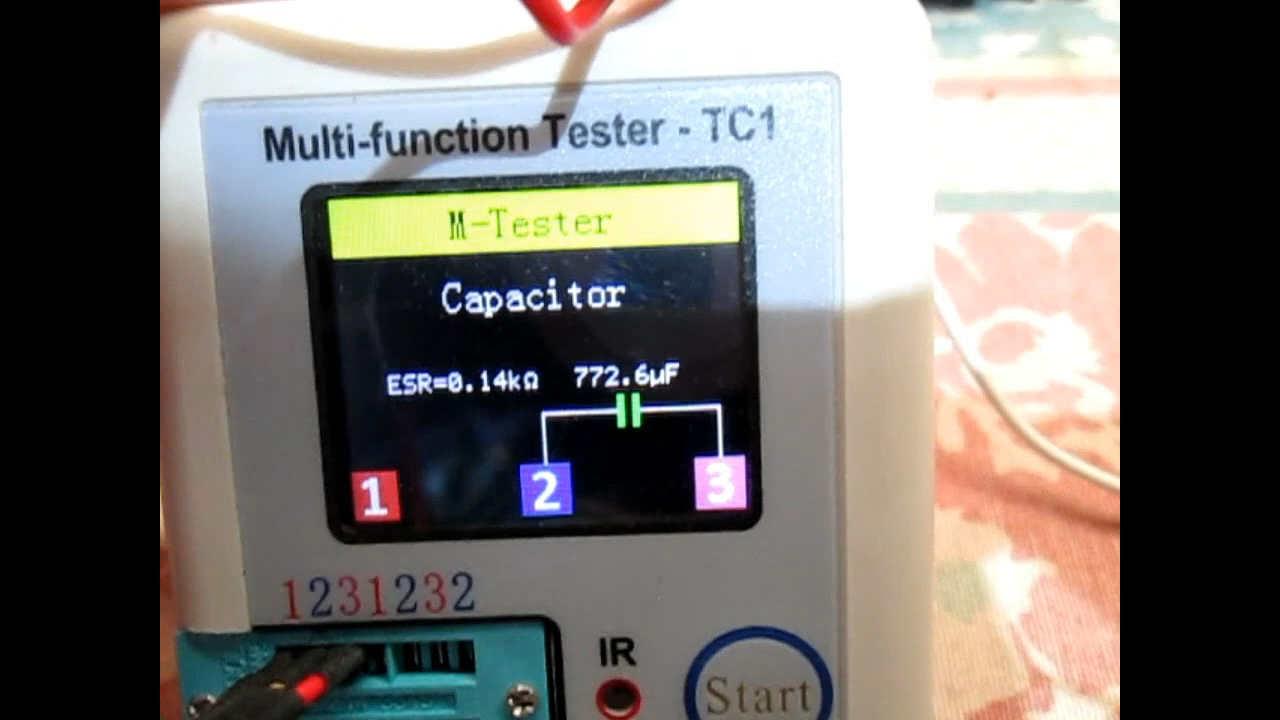 Multi-function Tester - TC1
M-Tester
Capacitor
ESR=0.14kΩ 772.6µF
1 2 3
1231232
IR
Start